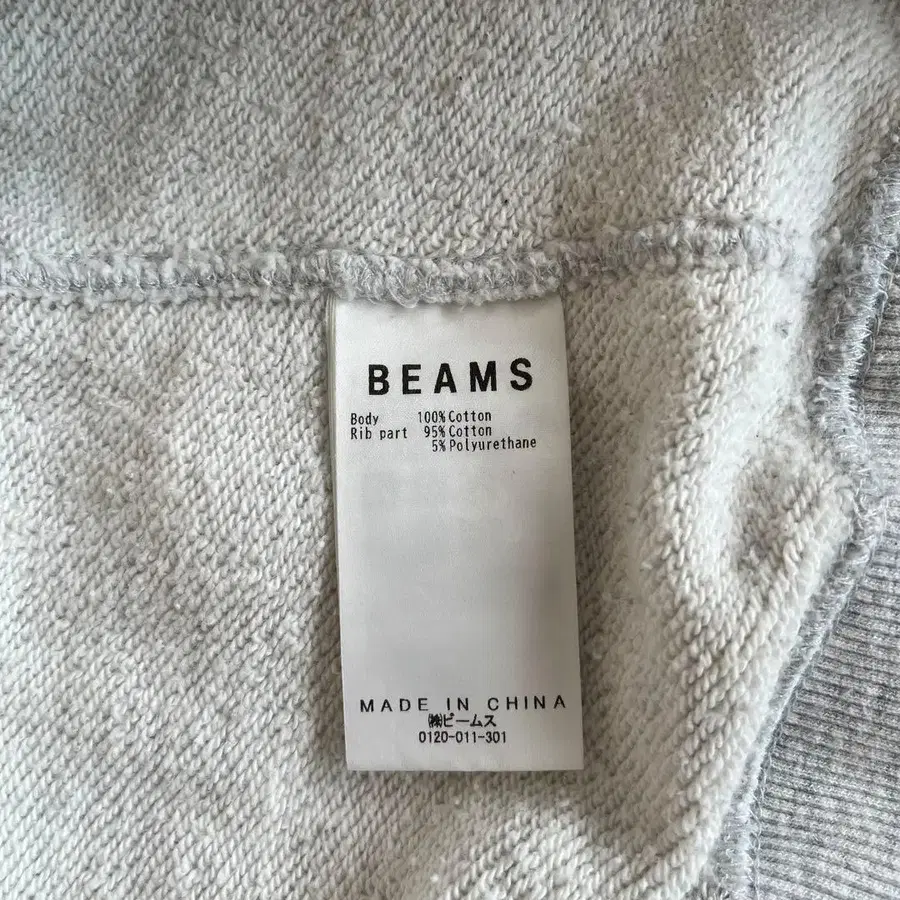 BEAMS
Body 100% Cotton
Rib part 95% Cotton
5% Polyurethane
MADE IN CHINA
㈱ビームス
0120-011-301